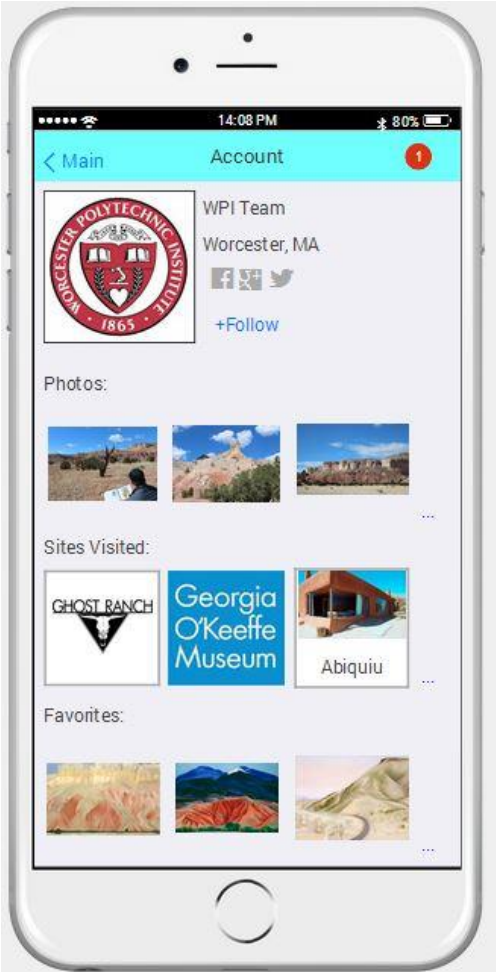 14:08 PM
80%
< Main
Account
1
WORCESTER POLYTECHNIC INSTITUTE
· 1865 ·
WPI Team
Worcester, MA
+Follow
Photos:
...
Sites Visited:
GHOST RANCH
Georgia
O'Keeffe
Museum
Abiquiu
...
Favorites:
...